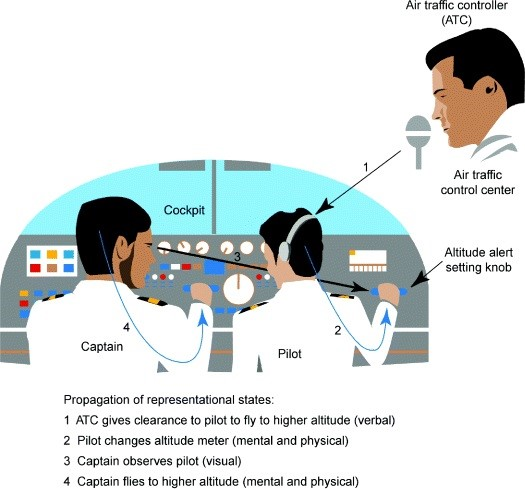 Air traffic controller
(ATC)
1
Air traffic
control center
Cockpit
3
Altitude alert
setting knob
4
2
Captain
Pilot
Propagation of representational states:
1 ATC gives clearance to pilot to fly to higher altitude (verbal)
2 Pilot changes altitude meter (mental and physical)
3 Captain observes pilot (visual)
4 Captain flies to higher altitude (mental and physical)